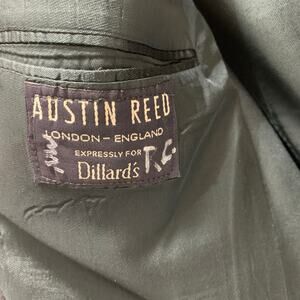 AUSTIN REED
LONDON – ENGLAND
EXPRESSLY FOR
Dillard's
T.C.